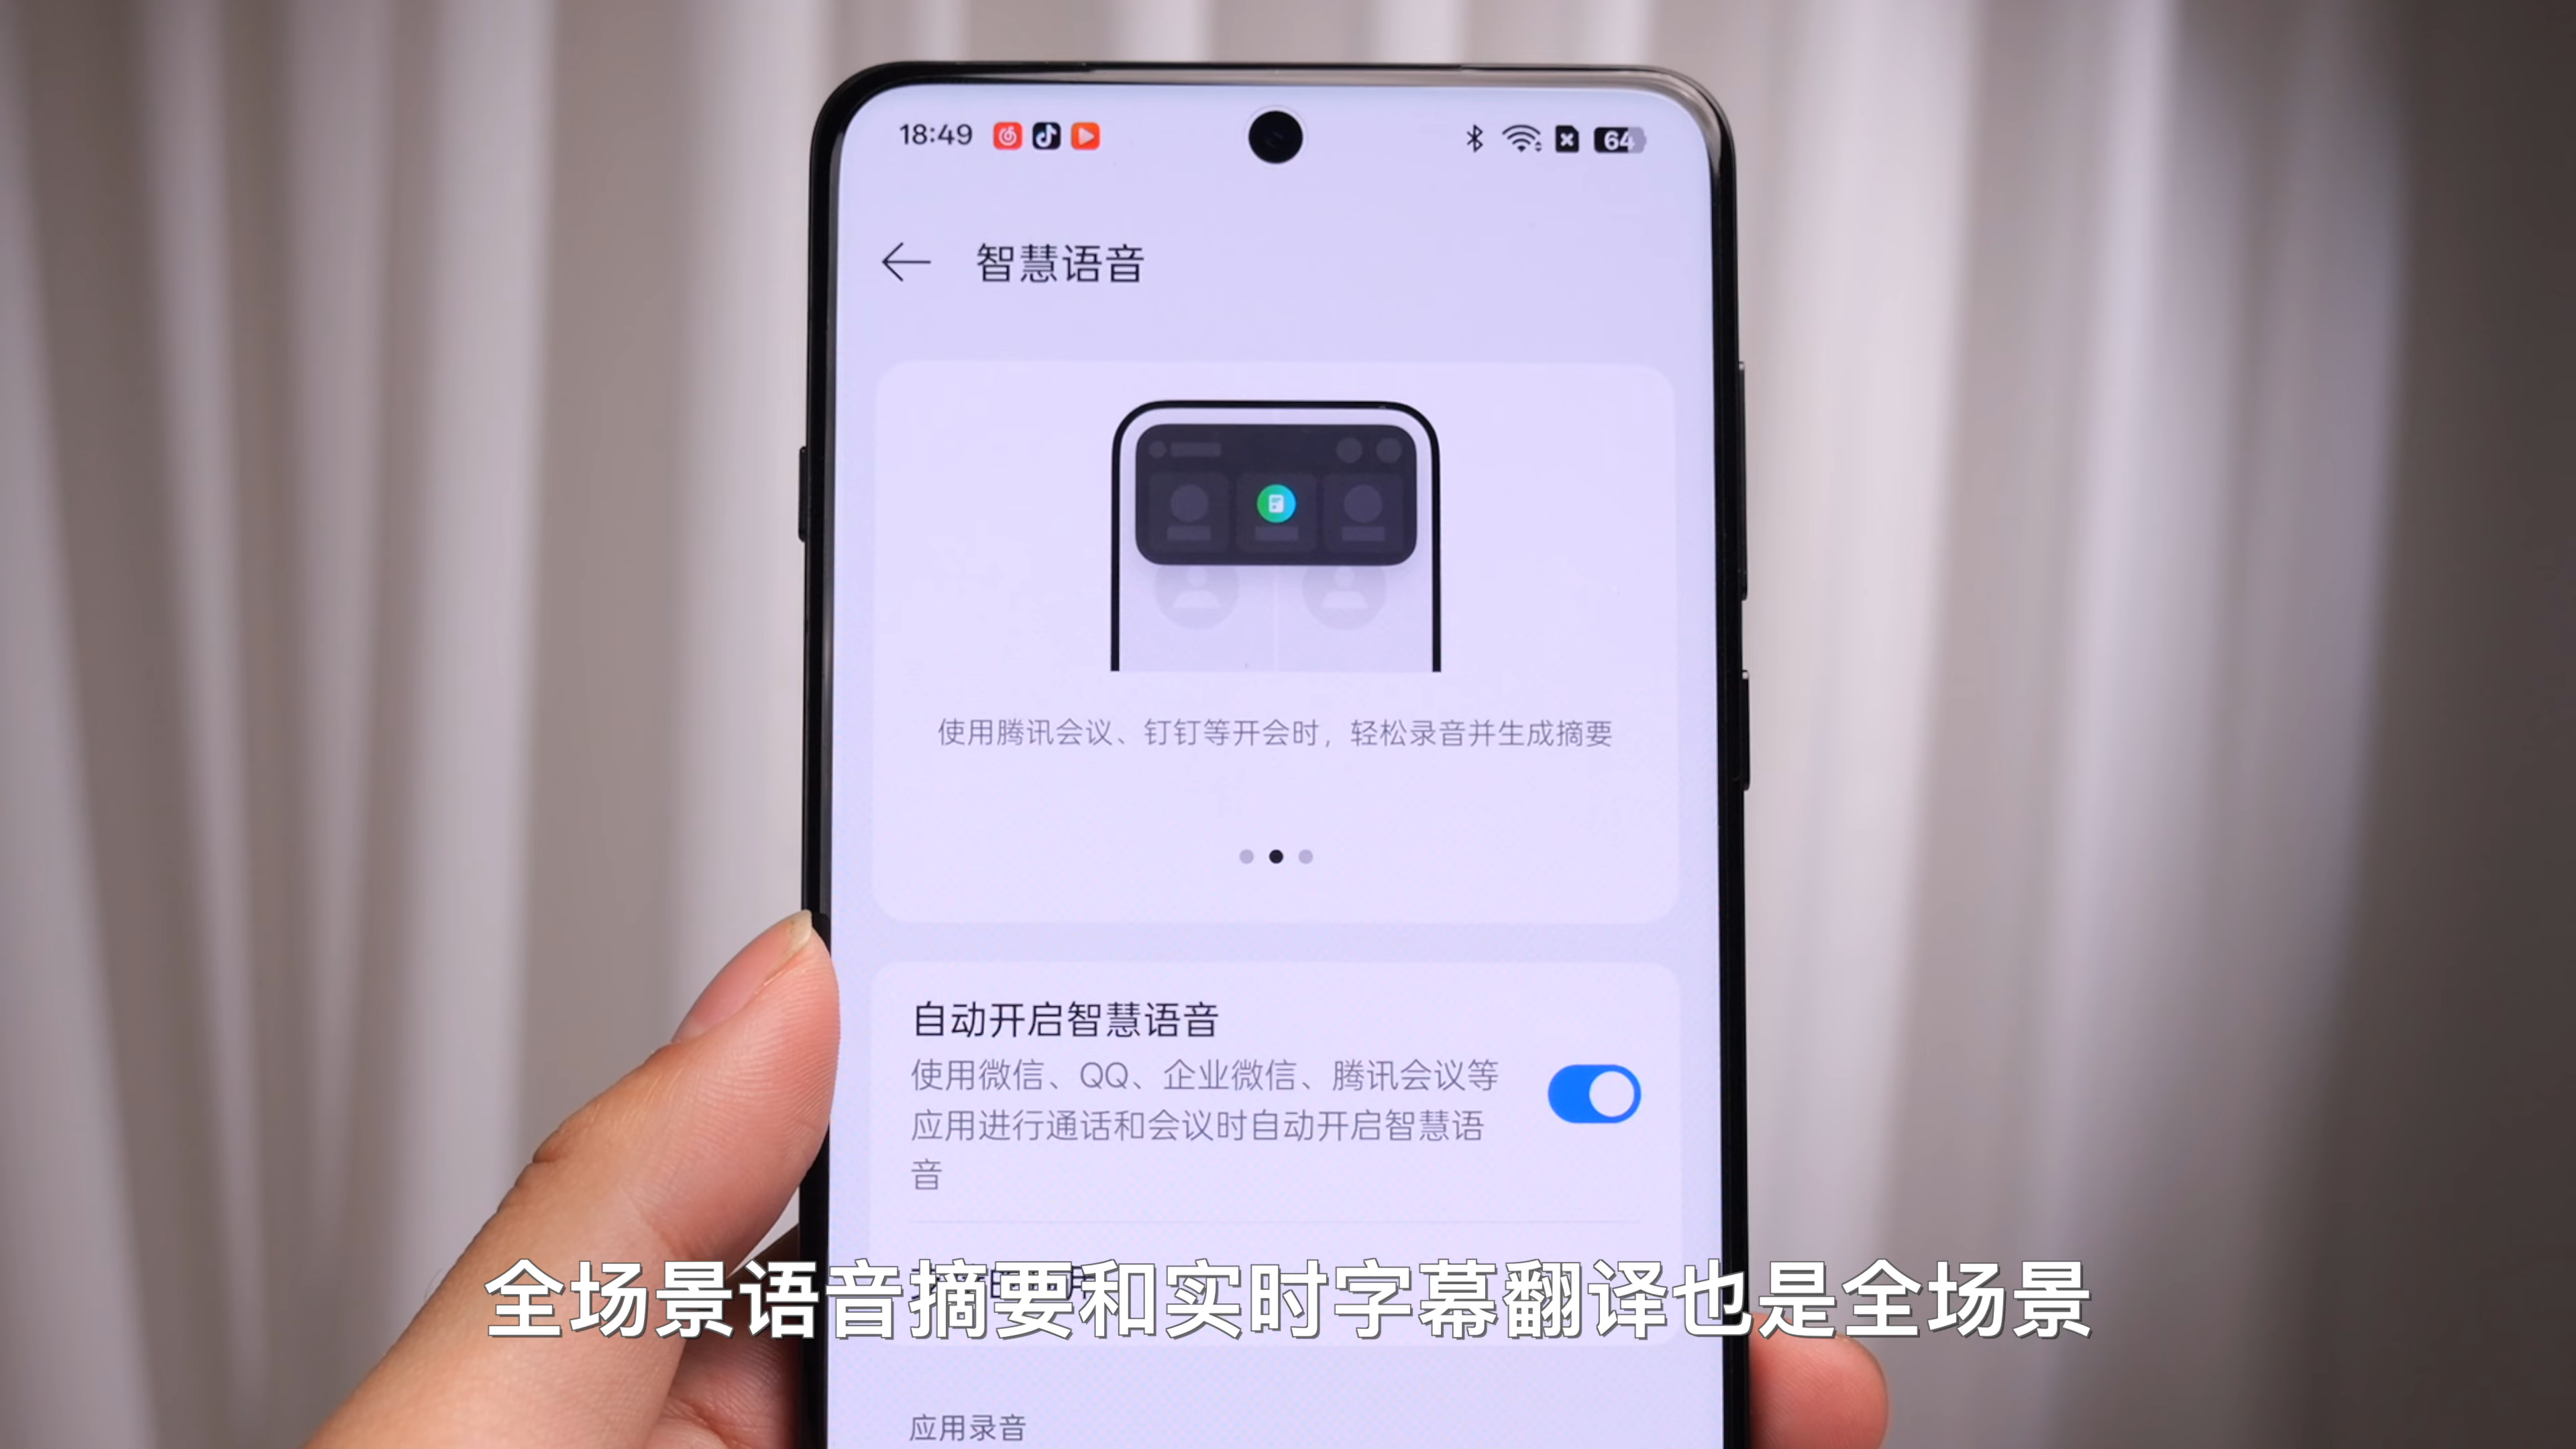 18:49
64
智慧语音
使用腾讯会议、钉钉等开会时，轻松录音并生成摘要
自动开启智慧语音
使用微信、QQ、企业微信、腾讯会议等
应用进行通话和会议时自动开启智慧语
音
全场景语音摘要和实时字幕翻译也是全场景
应用录音